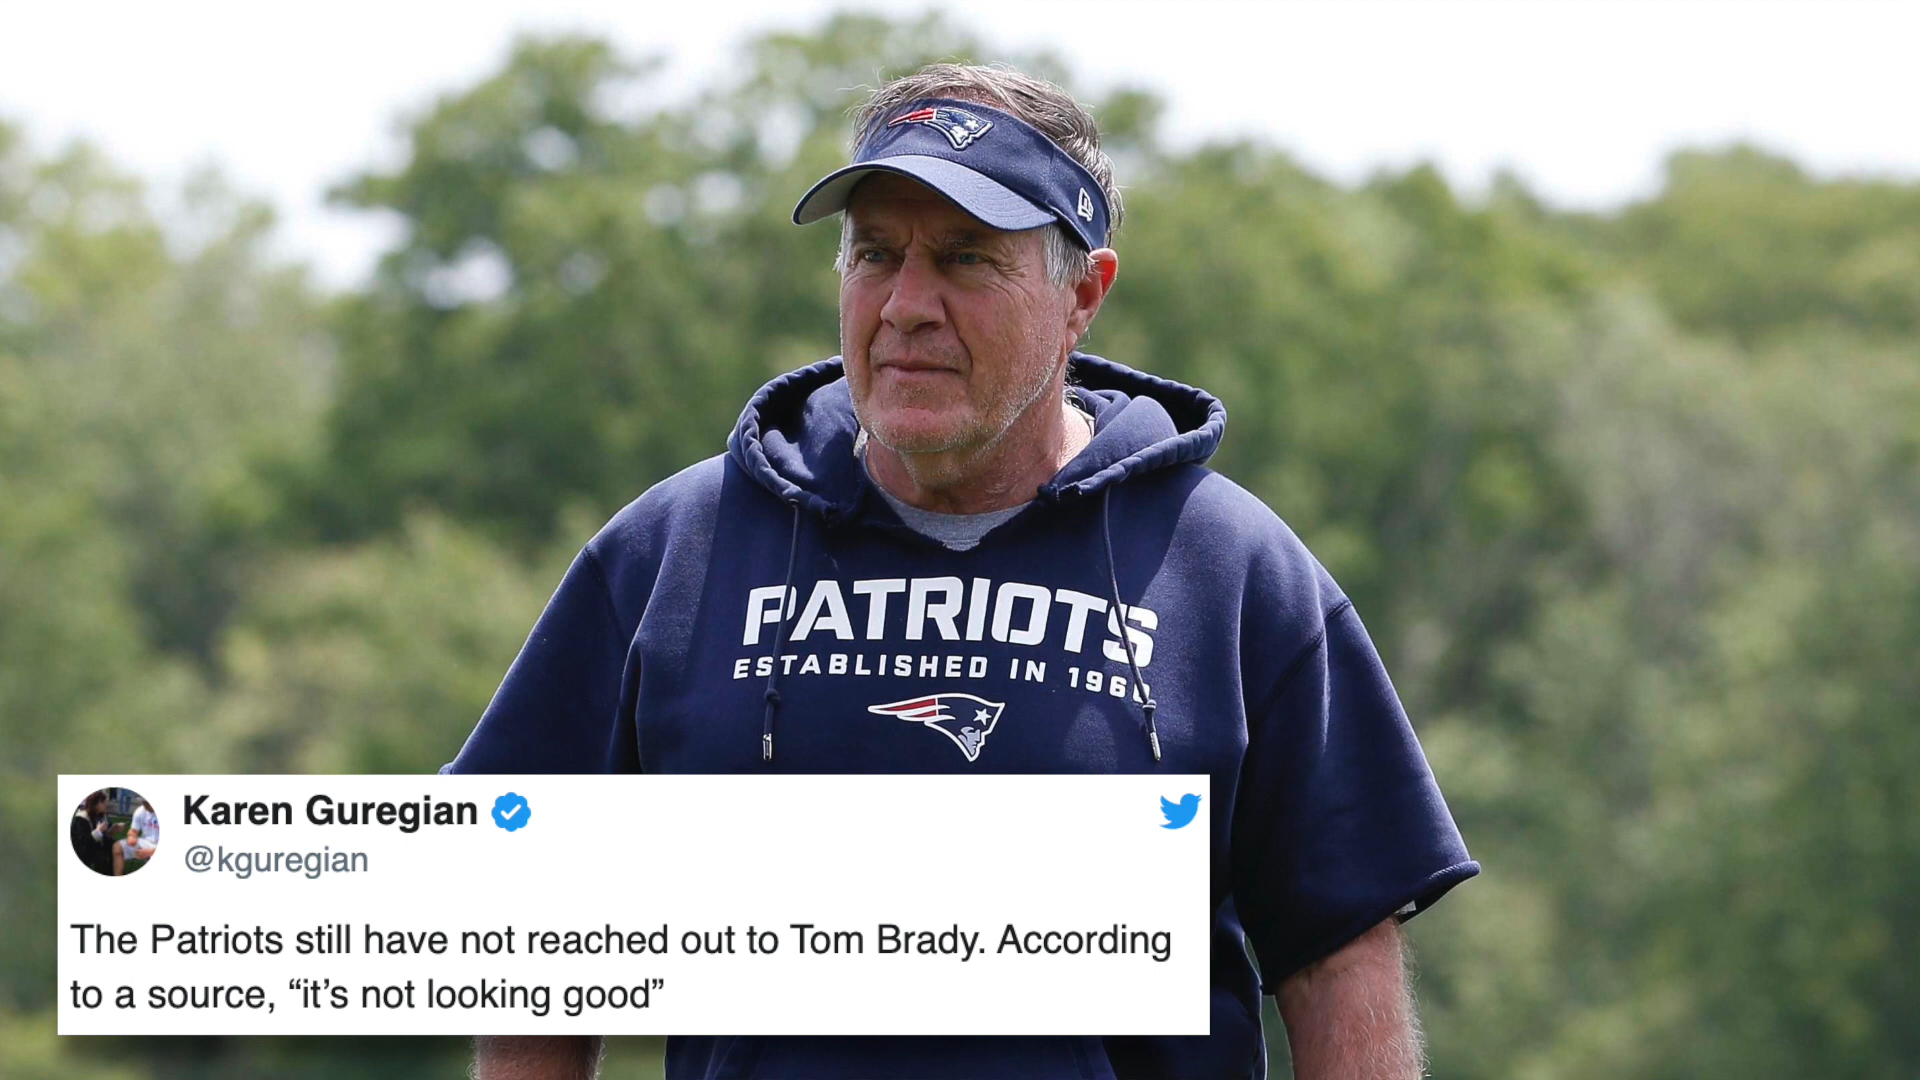 PATRIOTS
ESTABLISHED IN 196
Karen Guregian
@kguregian
The Patriots still have not reached out to Tom Brady. According
to a source, “it’s not looking good”